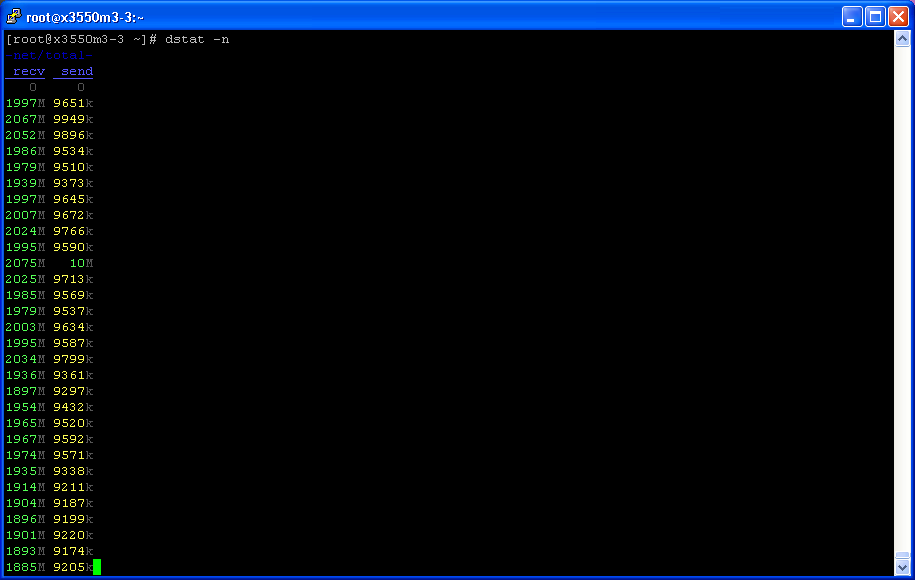 root@x3550m3-3:~
[root@x3550m3-3 ~]# dstat -n
-net/total-
recv send
0 0
1997M 9651k
2067M 9949k
2052M 9896k
1986M 9534k
1979M 9510k
1939M 9373k
1997M 9645k
2007M 9672k
2024M 9766k
1995M 9590k
2075M 10M
2025M 9713k
1985M 9569k
1979M 9537k
2003M 9634k
1995M 9587k
2034M 9799k
1936M 9361k
1897M 9297k
1954M 9432k
1965M 9520k
1967M 9592k
1974M 9571k
1935M 9338k
1914M 9211k
1904M 9187k
1896M 9199k
1901M 9220k
1893M 9174k
1885M 9205k